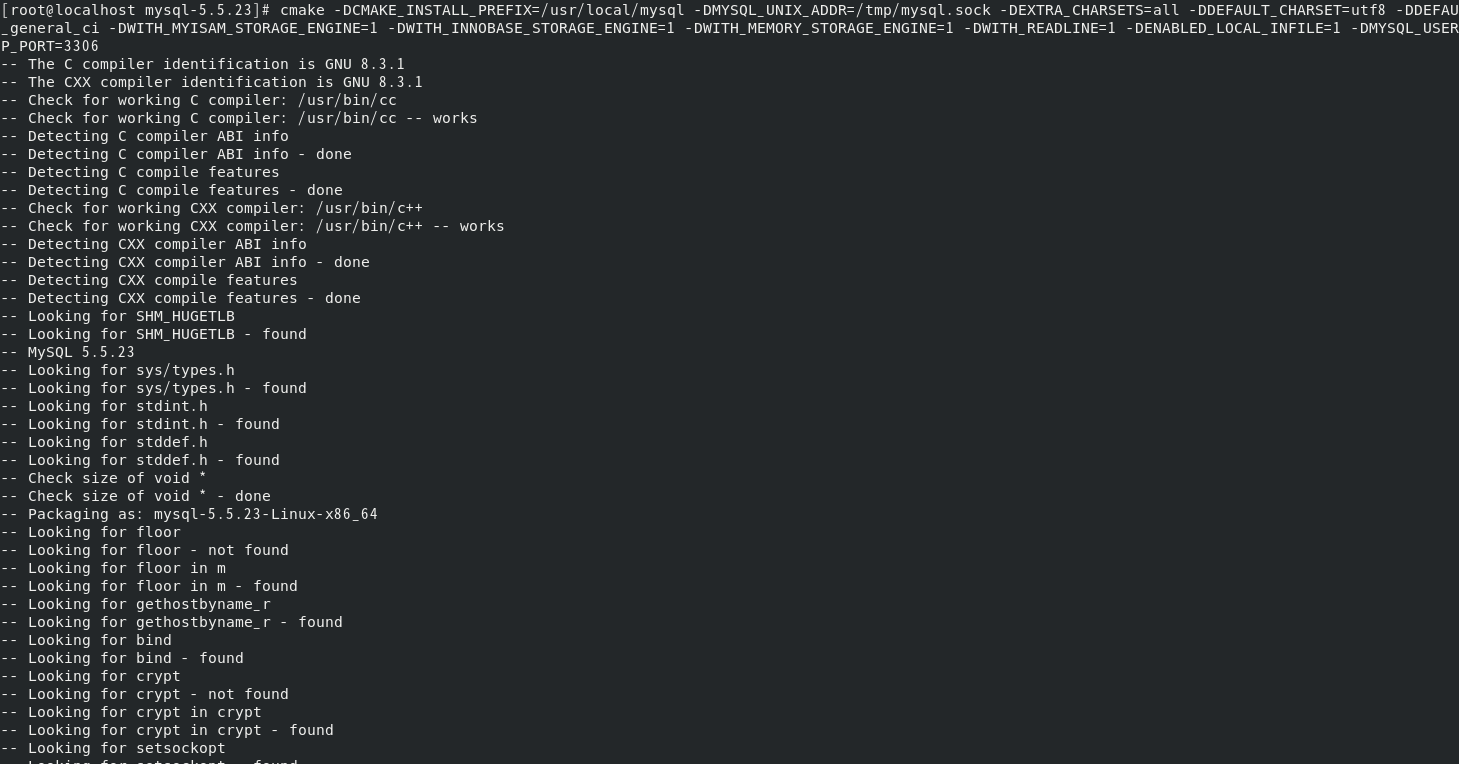 [root@localhost mysql-5.5.23]# cmake -DCMAKE_INSTALL_PREFIX=/usr/local/mysql -DMYSQL_UNIX_ADDR=/tmp/mysql.sock -DEXTRA_CHARSETS=all -DDEFAULT_CHARSET=utf8 -DDEFAU
_general_ci -DWITH_MYISAM_STORAGE_ENGINE=1 -DWITH_INNOBASE_STORAGE_ENGINE=1 -DWITH_MEMORY_STORAGE_ENGINE=1 -DWITH_READLINE=1 -DENABLED_LOCAL_INFILE=1 -DMYSQL_USER
P_PORT=3306
-- The C compiler identification is GNU 8.3.1
-- The CXX compiler identification is GNU 8.3.1
-- Check for working C compiler: /usr/bin/cc
-- Check for working C compiler: /usr/bin/cc -- works
-- Detecting C compiler ABI info
-- Detecting C compiler ABI info - done
-- Detecting C compile features
-- Detecting C compile features - done
-- Check for working CXX compiler: /usr/bin/c++
-- Check for working CXX compiler: /usr/bin/c++ -- works
-- Detecting CXX compiler ABI info
-- Detecting CXX compiler ABI info - done
-- Detecting CXX compile features
-- Detecting CXX compile features - done
-- Looking for SHM_HUGETLB
-- Looking for SHM_HUGETLB - found
-- MySQL 5.5.23
-- Looking for sys/types.h
-- Looking for sys/types.h - found
-- Looking for stdint.h
-- Looking for stdint.h - found
-- Looking for stddef.h
-- Looking for stddef.h - found
-- Check size of void *
-- Check size of void * - done
-- Packaging as: mysql-5.5.23-Linux-x86_64
-- Looking for floor
-- Looking for floor - not found
-- Looking for floor in m
-- Looking for floor in m - found
-- Looking for gethostbyname_r
-- Looking for gethostbyname_r - found
-- Looking for bind
-- Looking for bind - found
-- Looking for crypt
-- Looking for crypt - not found
-- Looking for crypt in crypt
-- Looking for crypt in crypt - found
-- Looking for setsockopt
-- Looking for setsockopt - found